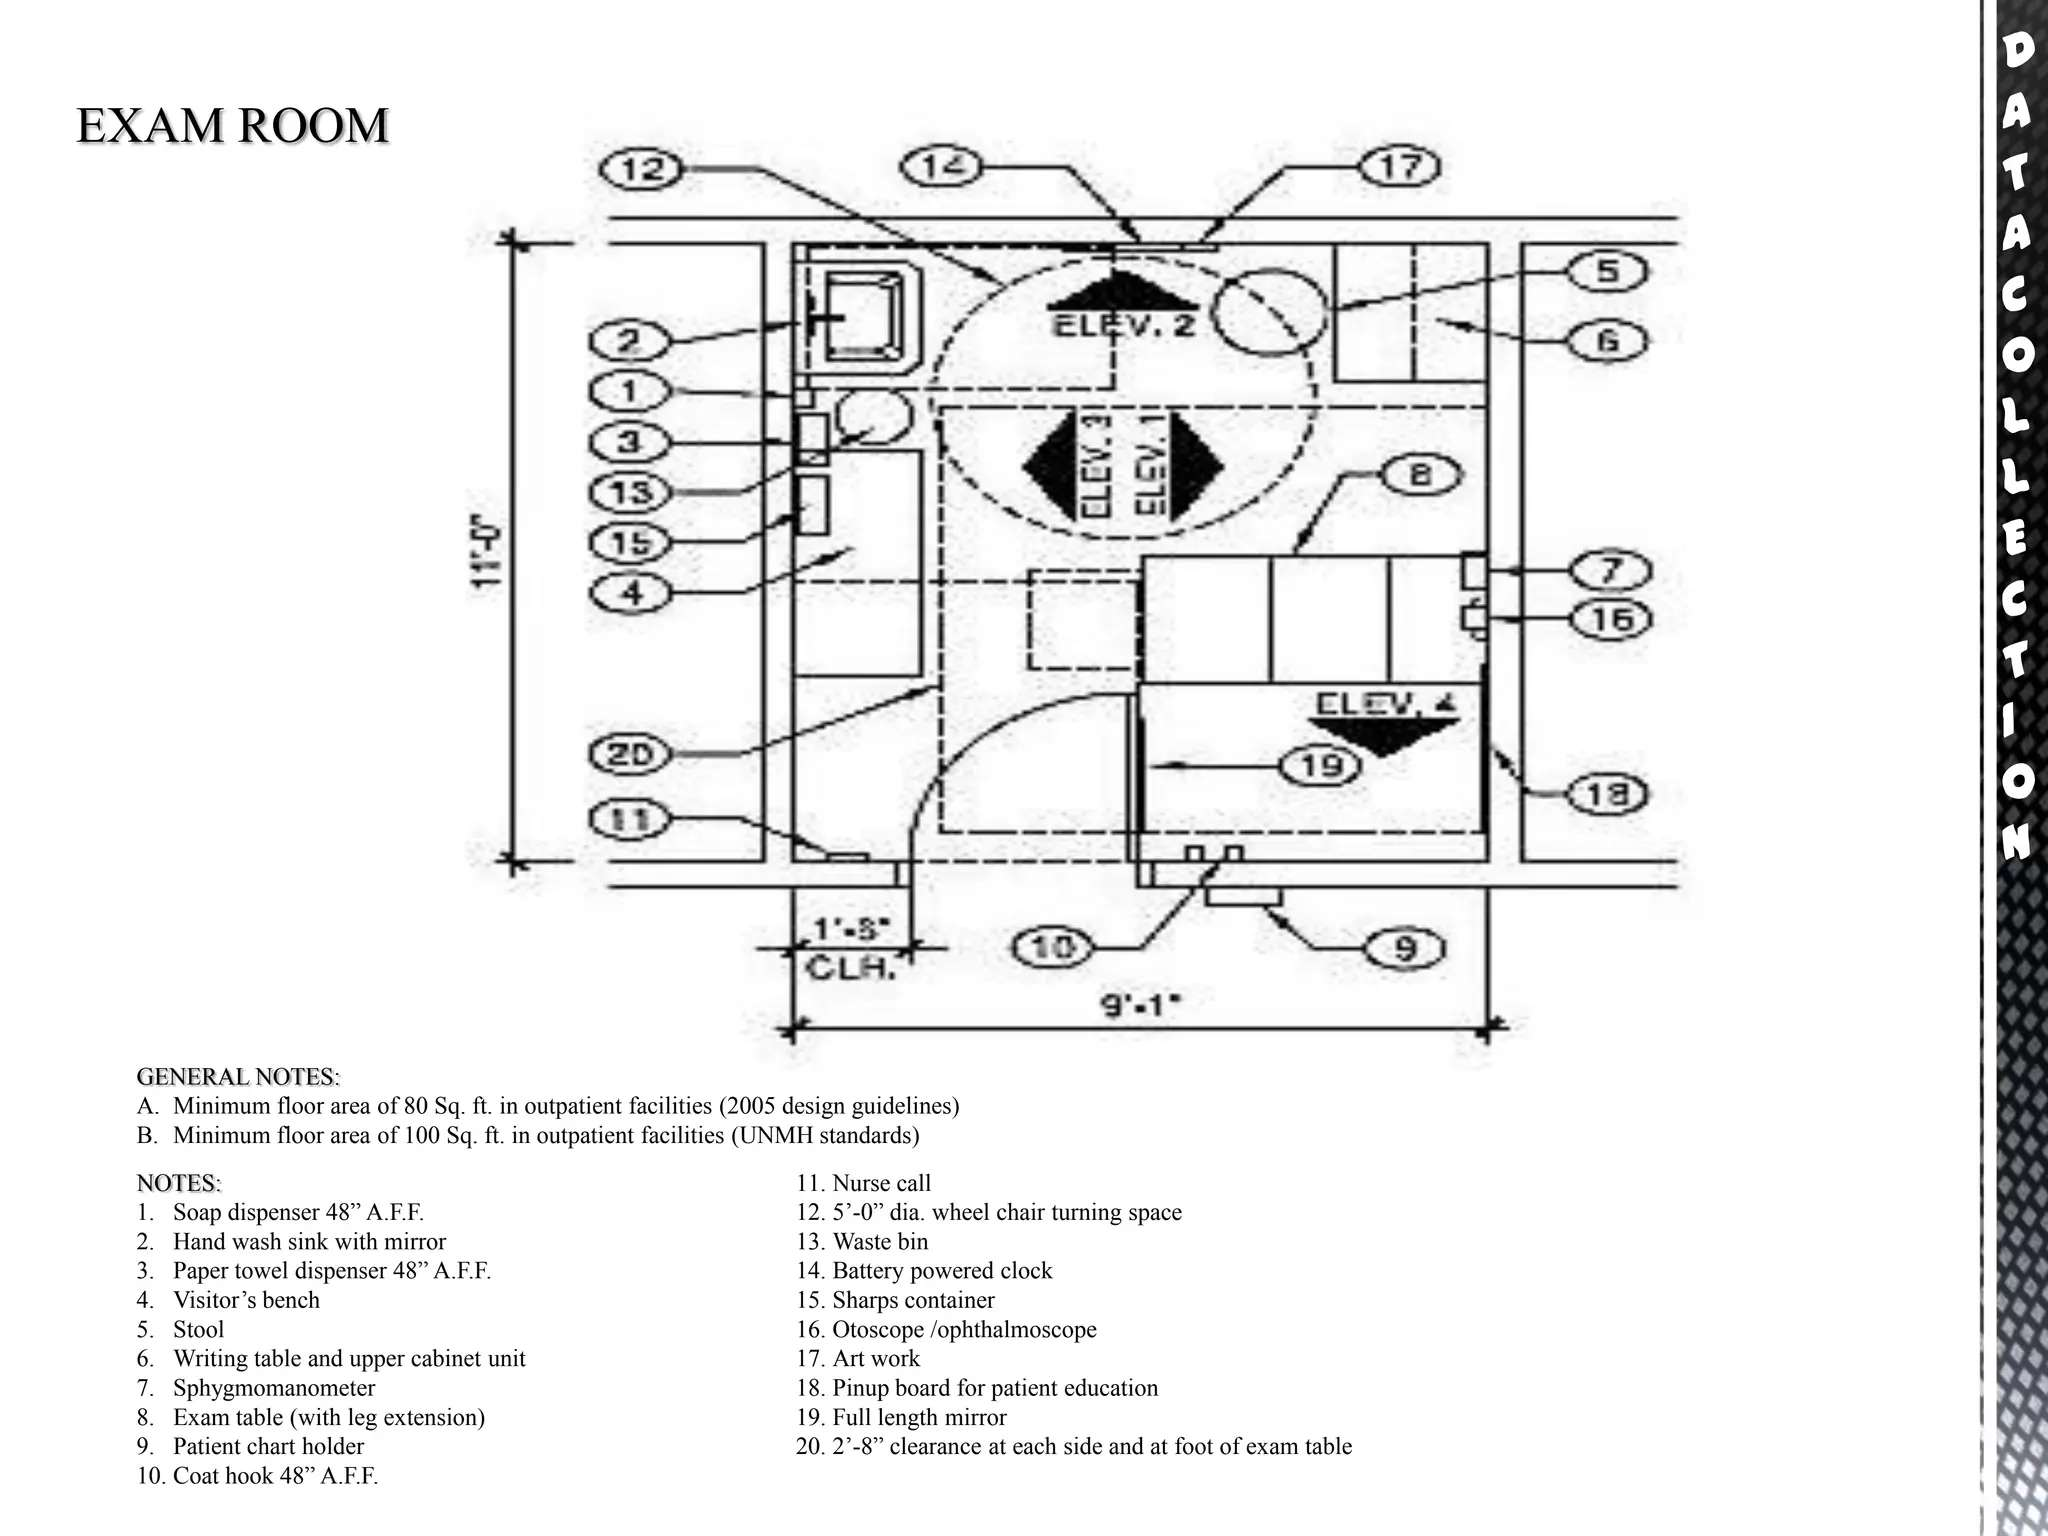 EXAM ROOM
12
14
17
5
2
6
ELEV. 2
1
3
ELEV. 3
ELEV. 1
8
13
11'-0"
15
7
4
16
ELEV. 4
20
19
18
11
CLR.
10
9
9'-1"
GENERAL NOTES:
A. Minimum floor area of 80 Sq. ft. in outpatient facilities (2005 design guidelines)
B. Minimum floor area of 100 Sq. ft. in outpatient facilities (UNMH standards)
NOTES:
1. Soap dispenser 48” A.F.F.
2. Hand wash sink with mirror
3. Paper towel dispenser 48” A.F.F.
4. Visitor’s bench
5. Stool
6. Writing table and upper cabinet unit
7. Sphygmomanometer
8. Exam table (with leg extension)
9. Patient chart holder
10. Coat hook 48” A.F.F.
11. Nurse call
12. 5’-0” dia. wheel chair turning space
13. Waste bin
14. Battery powered clock
15. Sharps container
16. Otoscope /ophthalmoscope
17. Art work
18. Pinup board for patient education
19. Full length mirror
20. 2’-8” clearance at each side and at foot of exam table
DATA COLLECTION